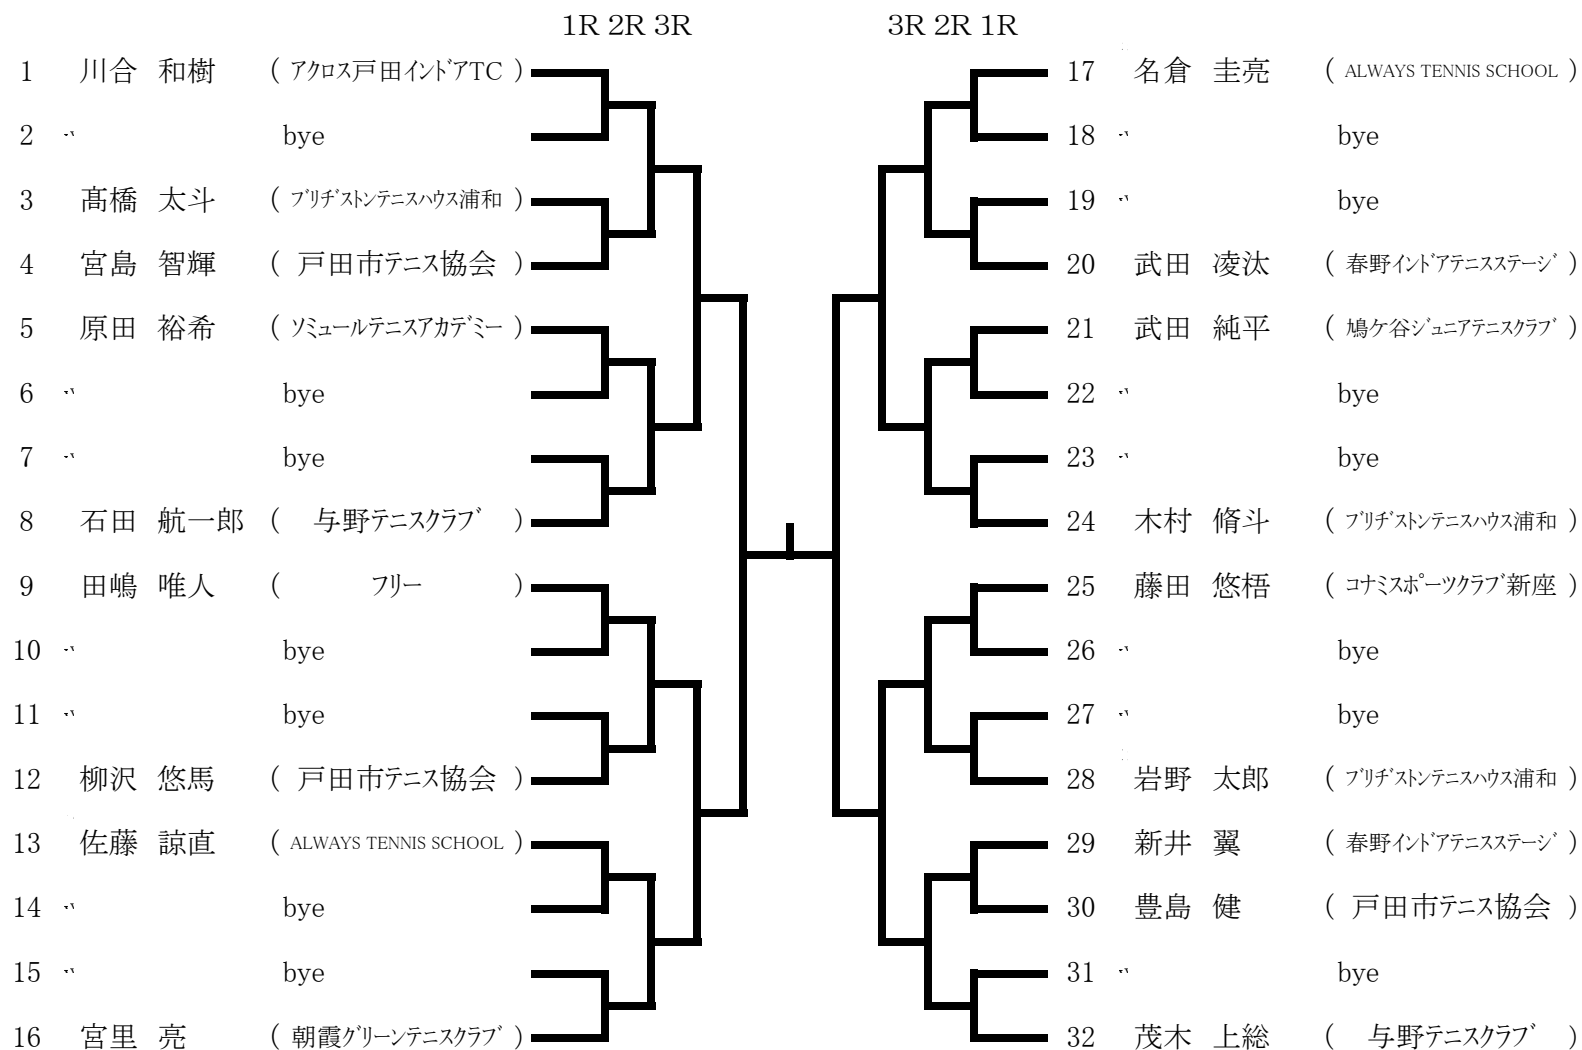 1R 2R 3R
3R 2R 1R
1 川合 和樹 ( アクロス戸田インドアTC )
2 bye
3 髙橋 太斗 ( ブリヂストンテニスハウス浦和 )
4 宮島 智輝 ( 戸田市テニス協会 )
5 原田 裕希 ( ソミュールテニスアカデミー )
6 bye
7 bye
8 石田 航一郎 ( 与野テニスクラブ )
9 田嶋 唯人 ( フリー )
10 bye
11 bye
12 柳沢 悠馬 ( 戸田市テニス協会 )
13 佐藤 諒直 ( ALWAYS TENNIS SCHOOL )
14 bye
15 bye
16 宮里 亮 ( 朝霞グリーンテニスクラブ )
17 名倉 圭亮 ( ALWAYS TENNIS SCHOOL )
18 bye
19 bye
20 武田 凌汰 ( 春野インドアテニスステージ )
21 武田 純平 ( 鳩ケ谷ジュニアテニスクラブ )
22 bye
23 bye
24 木村 脩斗 ( ブリヂストンテニスハウス浦和 )
25 藤田 悠梧 ( コナミスポーツクラブ新座 )
26 bye
27 bye
28 岩野 太郎 ( ブリヂストンテニスハウス浦和 )
29 新井 翼 ( 春野インドアテニスステージ )
30 豊島 健 ( 戸田市テニス協会 )
31 bye
32 茂木 上総 ( 与野テニスクラブ )